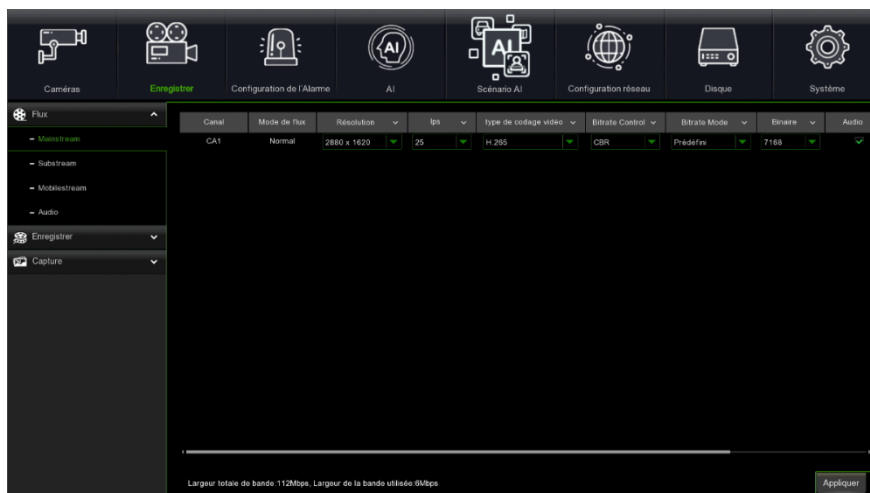 Caméras
Enregistrer
Configuration de l'Alarme
AI
Scénario AI
Configuration réseau
Disque
Système
Flux
Mainstream
Substream
Mobilestream
Audio
Enregistrer
Capture
Canal Mode de flux Résolution Ips type de codage vidéo Bitrate Control Bitrate Mode Binaire Audio
CA1 Normal 2880 x 1620 25 H.265 CBR Prédéfini 7168
Largeur totale de bande:112Mbps, Largeur de la bande utilisée:6Mbps
Appliquer